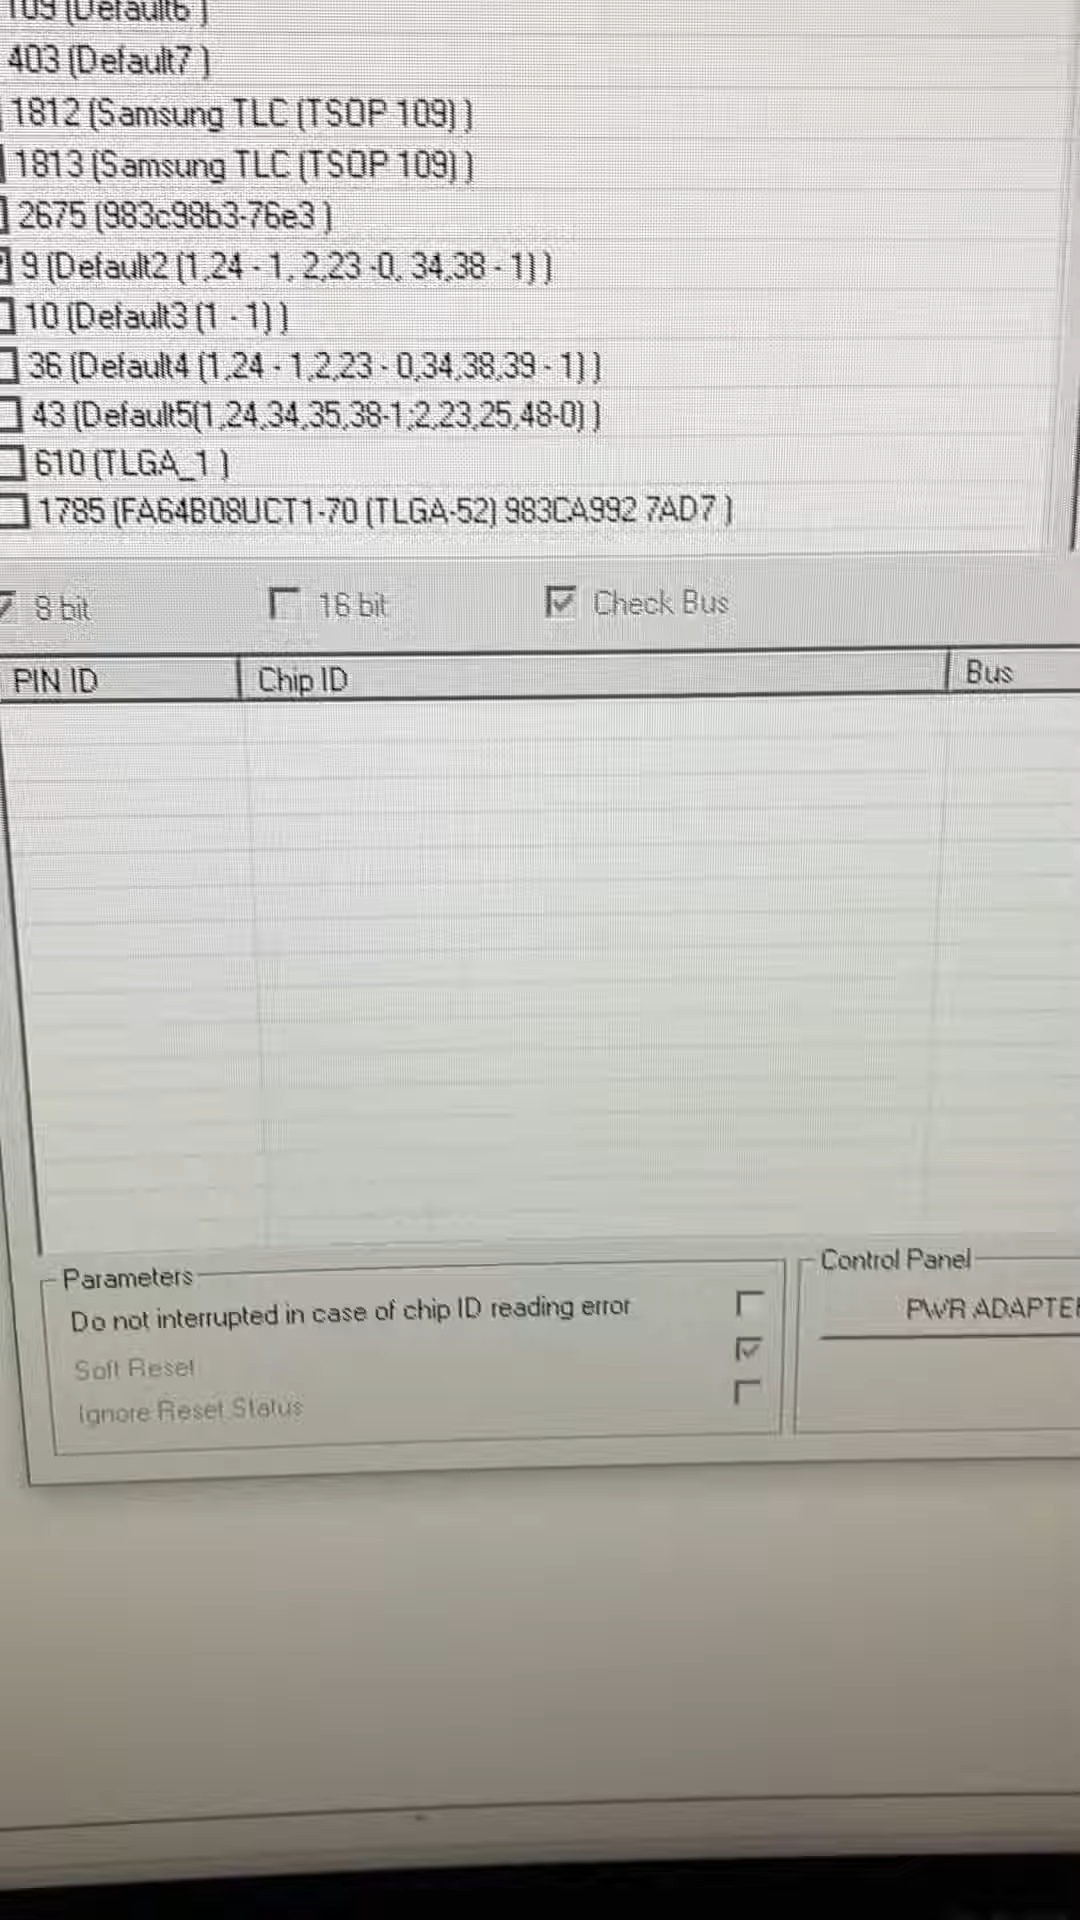 109 (Default6 )
403 (Default7 )
1812 (Samsung TLC (TSOP 109) )
1813 (Samsung TLC (TSOP 109) )
2675 (983c98b3-76e3 )
9 (Default2 (1,24 - 1, 2,23 -0, 34,38 - 1) )
10 (Default3 (1 - 1) )
36 (Default4 (1,24 - 1,2,23 - 0,34,38,39 - 1) )
43 (Default5(1,24,34,35,38-1;2,23,25,48-0) )
610 (TLGA_1 )
1785 (FA64B08UCT1-70 (TLGA-52) 983CA992 7AD7 )
8 bit 16 bit Check Bus
PIN ID Chip ID Bus
Parameters
Do not interrupted in case of chip ID reading error
Soft Reset
Ignore Reset Status
Control Panel
PWR ADAPTE